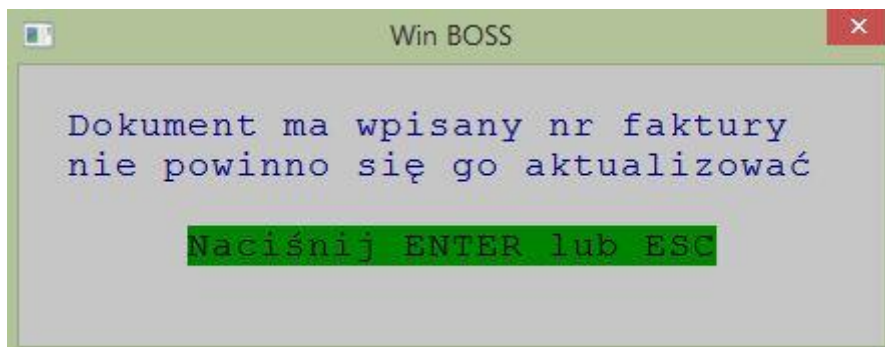 Win BOSS
Dokument ma wpisany nr faktury
nie powinno się go aktualizować
Naciśnij ENTER lub ESC